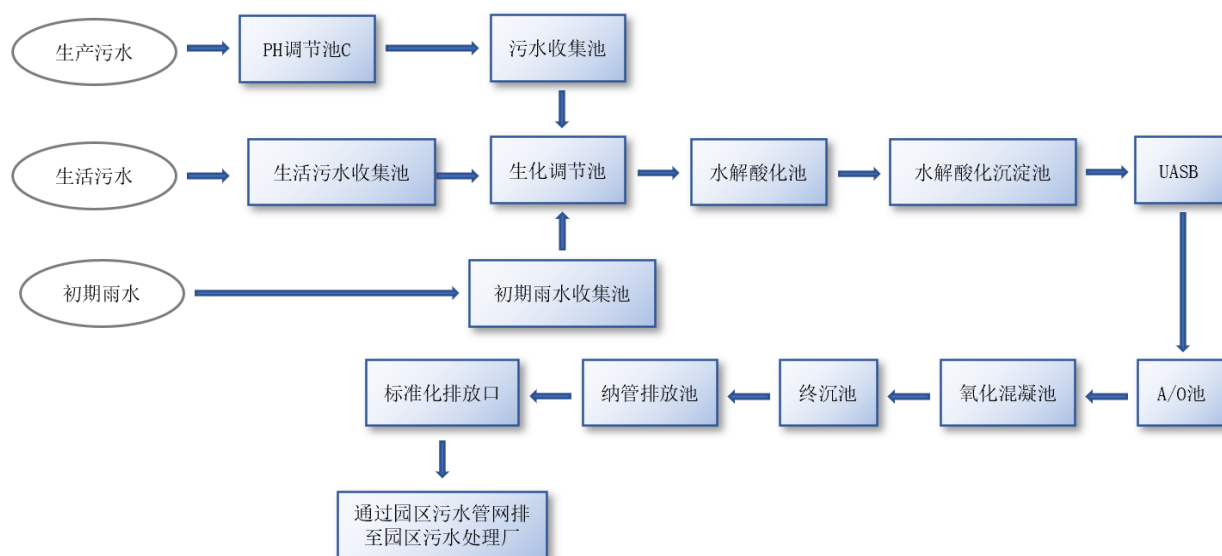 生产污水
PH调节池C
污水收集池
生活污水
生活污水收集池
生化调节池
水解酸化池
水解酸化沉淀池
UASB
初期雨水
初期雨水收集池
标准化排放口
纳管排放池
终沉池
氧化混凝池
A/O池
通过园区污水管网排
至园区污水处理厂